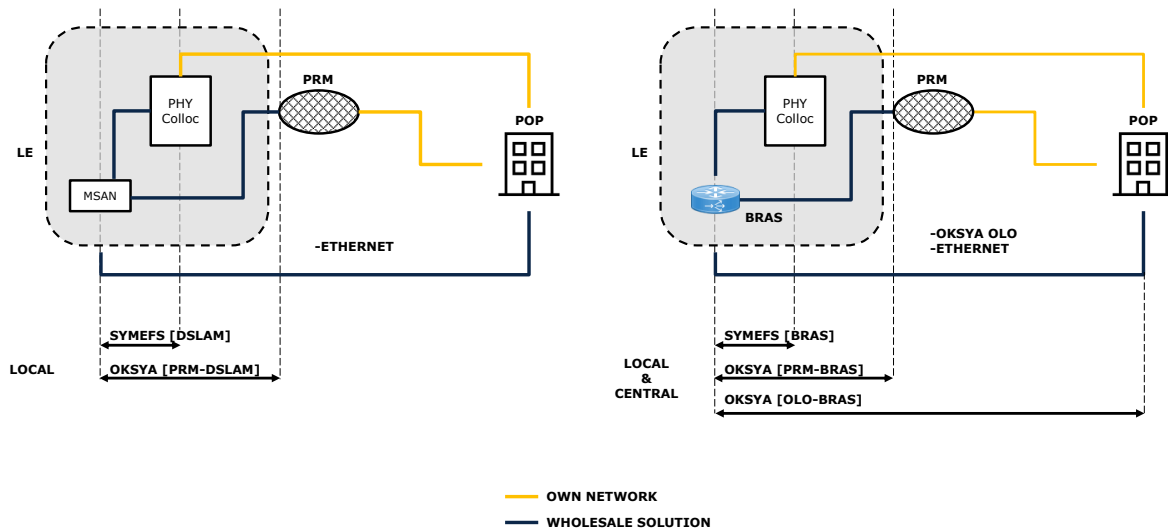 PRM
PHY
Colloc
POP
LE
MSAN
-ETHERNET
SYMEFS [DSLAM]
LOCAL
OKSYA [PRM-DSLAM]
PRM
PHY
Colloc
POP
LE
BRAS
-OKSYA OLO
-ETHERNET
SYMEFS [BRAS]
LOCAL
&
CENTRAL
OKSYA [PRM-BRAS]
OKSYA [OLO-BRAS]
OWN NETWORK
WHOLESALE SOLUTION